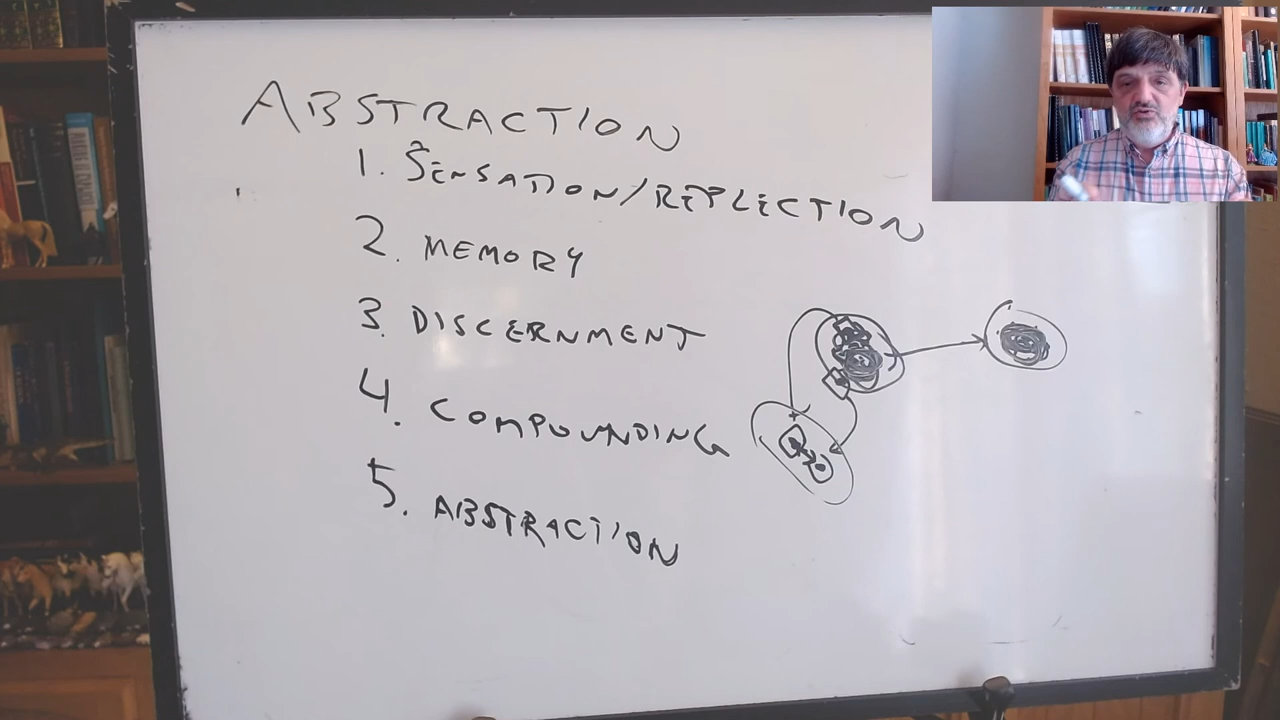 ABSTRACTION
1. SENSATION/REFLECTION
2. MEMORY
3. DISCERNMENT
4. COMPOUNDING
5. ABSTRACTION